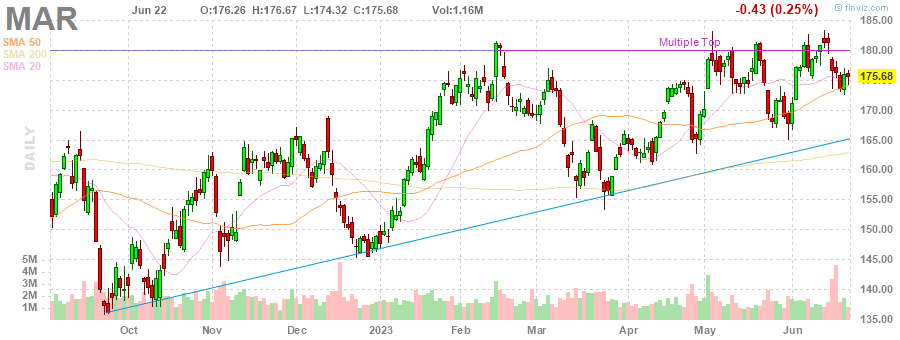 MAR
Jun 22
O:176.26 H:176.67 L:174.32 C:175.68 Vol:1.16M
-0.43 (0.25%)
© finviz.com
SMA 50
SMA 200
SMA 20
DAILY
Multiple Top
185.00
180.00
175.68
170.00
165.00
160.00
155.00
150.00
145.00
140.00
135.00
5M
4M
3M
2M
1M
Oct Nov Dec 2023 Feb Mar Apr May Jun